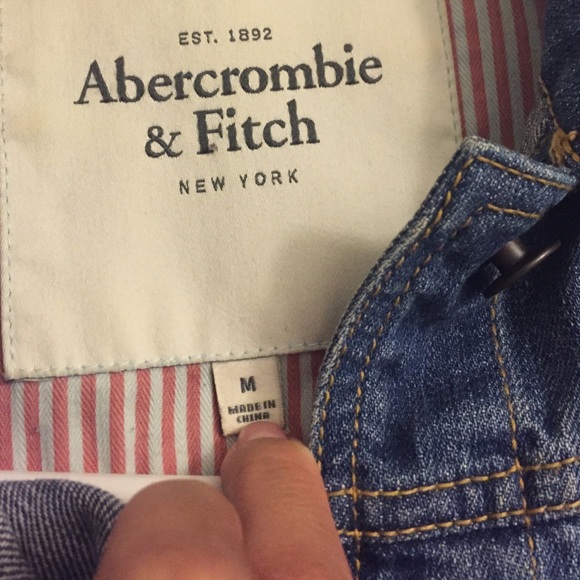 EST. 1892
Abercrombie
& Fitch
NEW YORK
M
MADE IN
CHINA